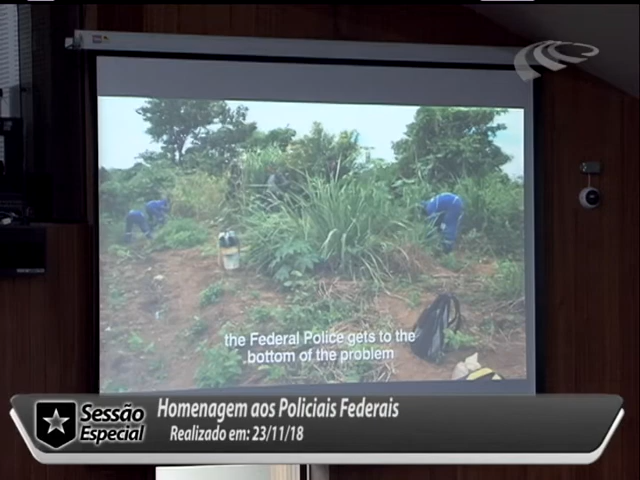 the Federal Police gets to the
bottom of the problem
Sessão
Especial
Homenagem aos Policiais Federais
Realizado em: 23/11/18